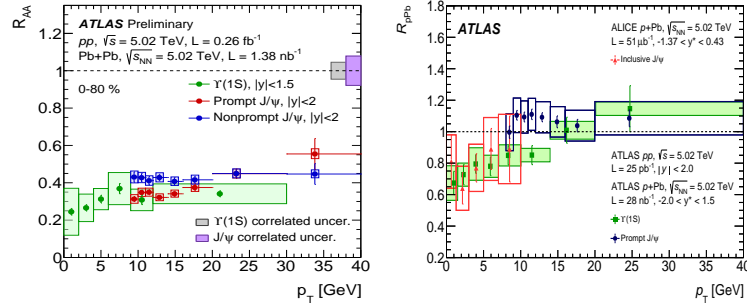 R_AA
ATLAS Preliminary
pp, √s = 5.02 TeV, L = 0.26 fb⁻¹
Pb+Pb, √s_NN = 5.02 TeV, L = 1.38 nb⁻¹
0-80 %
ϒ(1S), |y|<1.5
Prompt J/ψ, |y|<2
Nonprompt J/ψ, |y|<2
ϒ(1S) correlated uncer.
J/ψ correlated uncer.
1.4
1.2
1
0.8
0.6
0.4
0.2
0
0 5 10 15 20 25 30 35 40
p_T [GeV]
R_pPb
ATLAS
ALICE p+Pb, √s_NN = 5.02 TeV
L = 51 μb⁻¹, -1.37 < y* < 0.43
Inclusive J/ψ
ATLAS pp, √s = 5.02 TeV
L = 25 pb⁻¹, |y| < 2.0
ATLAS p+Pb, √s_NN = 5.02 TeV
L = 28 nb⁻¹, -2.0 < y* < 1.5
ϒ(1S)
Prompt J/ψ
1.8
1.6
1.4
1.2
1
0.8
0.6
0.4
0.2
0 5 10 15 20 25 30 35 40
p_T [GeV]